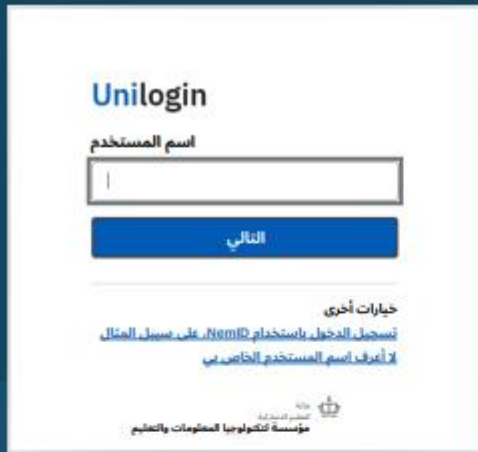 Unilogin
اسم المستخدم
التالي
خيارات أخرى
تسجيل الدخول باستخدام NemID، على سبيل المثال
لا أعرف اسم المستخدم الخاص بي
مؤسسة لتكنولوجيا المعلومات والتعليم